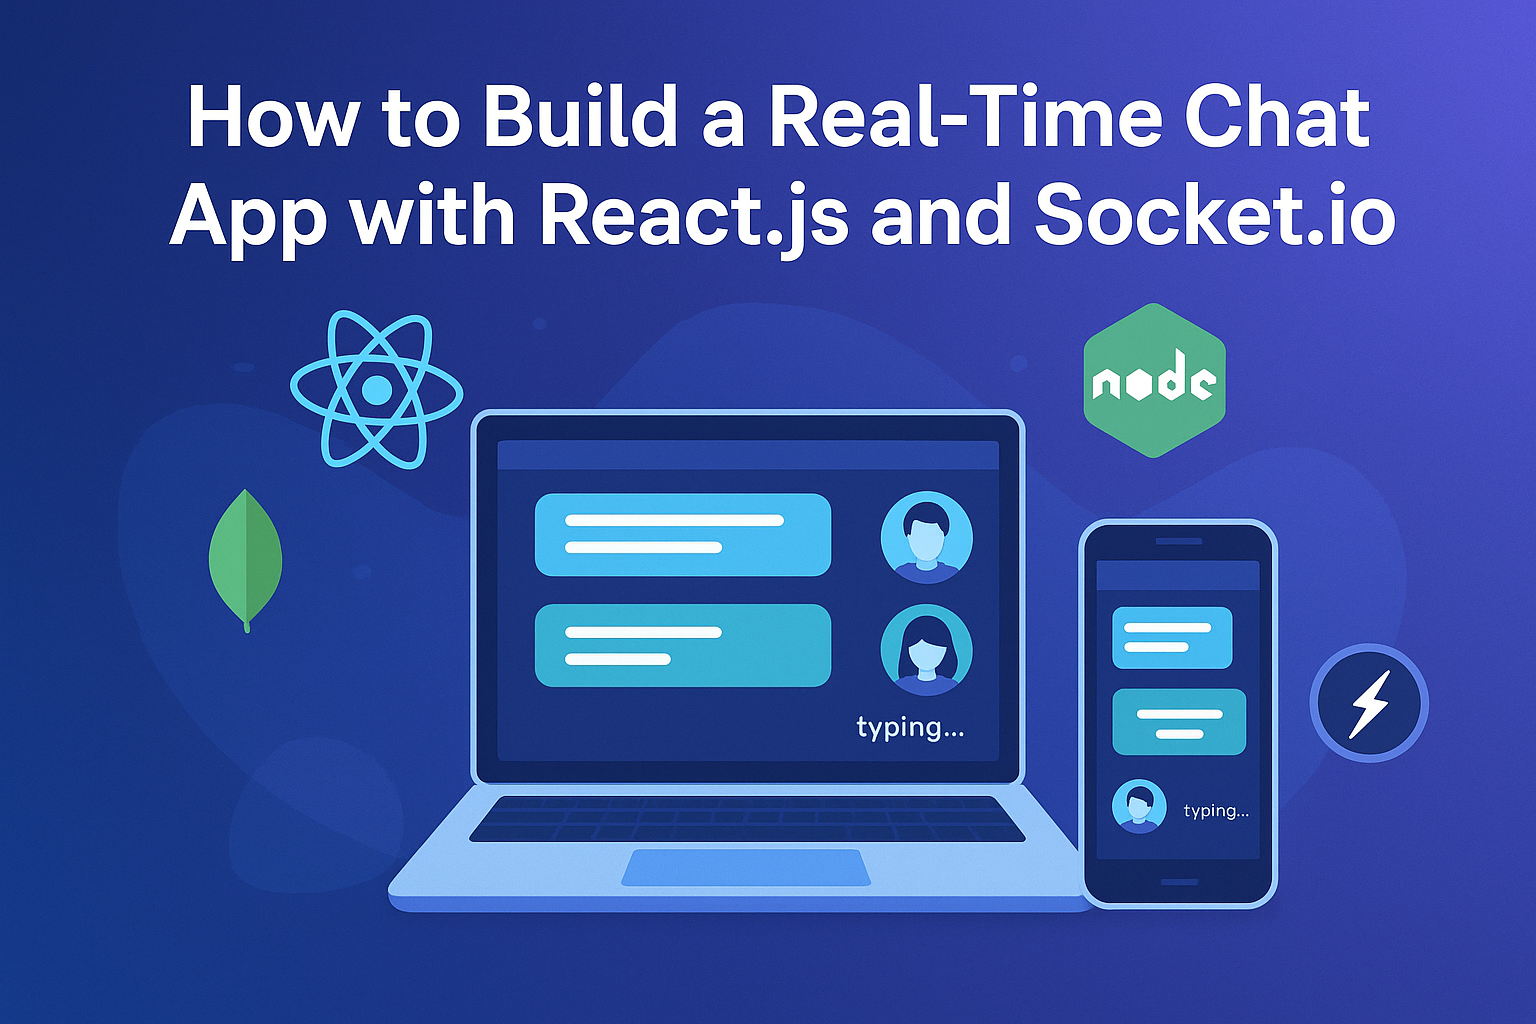 How to Build a Real-Time Chat
App with React.js and Socket.io
node
typing...
typing...